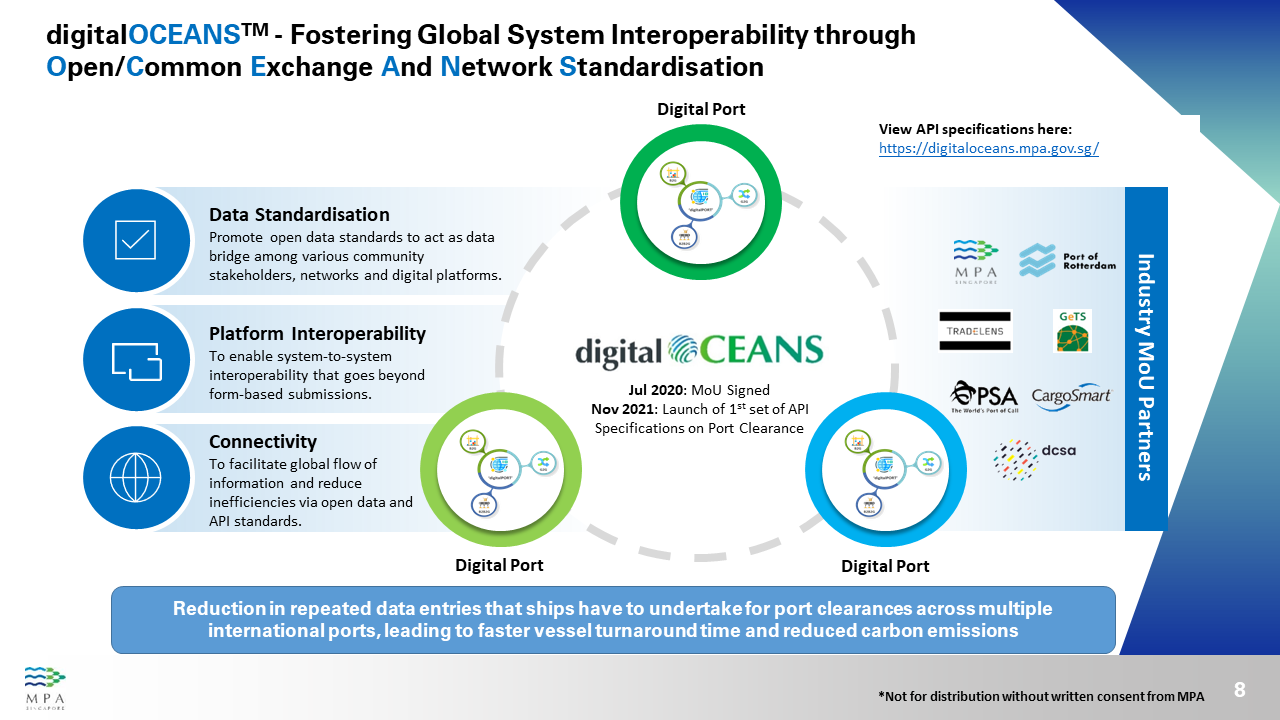 digitalOCEANS™ - Fostering Global System Interoperability through
Open/Common Exchange And Network Standardisation
Digital Port
View API specifications here:
https://digitaloceans.mpa.gov.sg/
Data Standardisation
Promote open data standards to act as data
bridge among various community
stakeholders, networks and digital platforms.
Platform Interoperability
To enable system-to-system
interoperability that goes beyond
form-based submissions.
Connectivity
To facilitate global flow of
information and reduce
inefficiencies via open data and
API standards.
digitalPORT
digital OCEANS
Jul 2020: MoU Signed
Nov 2021: Launch of 1st set of API
Specifications on Port Clearance
digitalPORT
digitalPORT
Digital Port
Digital Port
MPA
SINGAPORE
Port of
Rotterdam
TRADELENS
GeTS
PSA
The World's Port of Call
CargoSmart
dcsa
Industry MoU Partners
Reduction in repeated data entries that ships have to undertake for port clearances across multiple
international ports, leading to faster vessel turnaround time and reduced carbon emissions
MPA
SINGAPORE
*Not for distribution without written consent from MPA
8